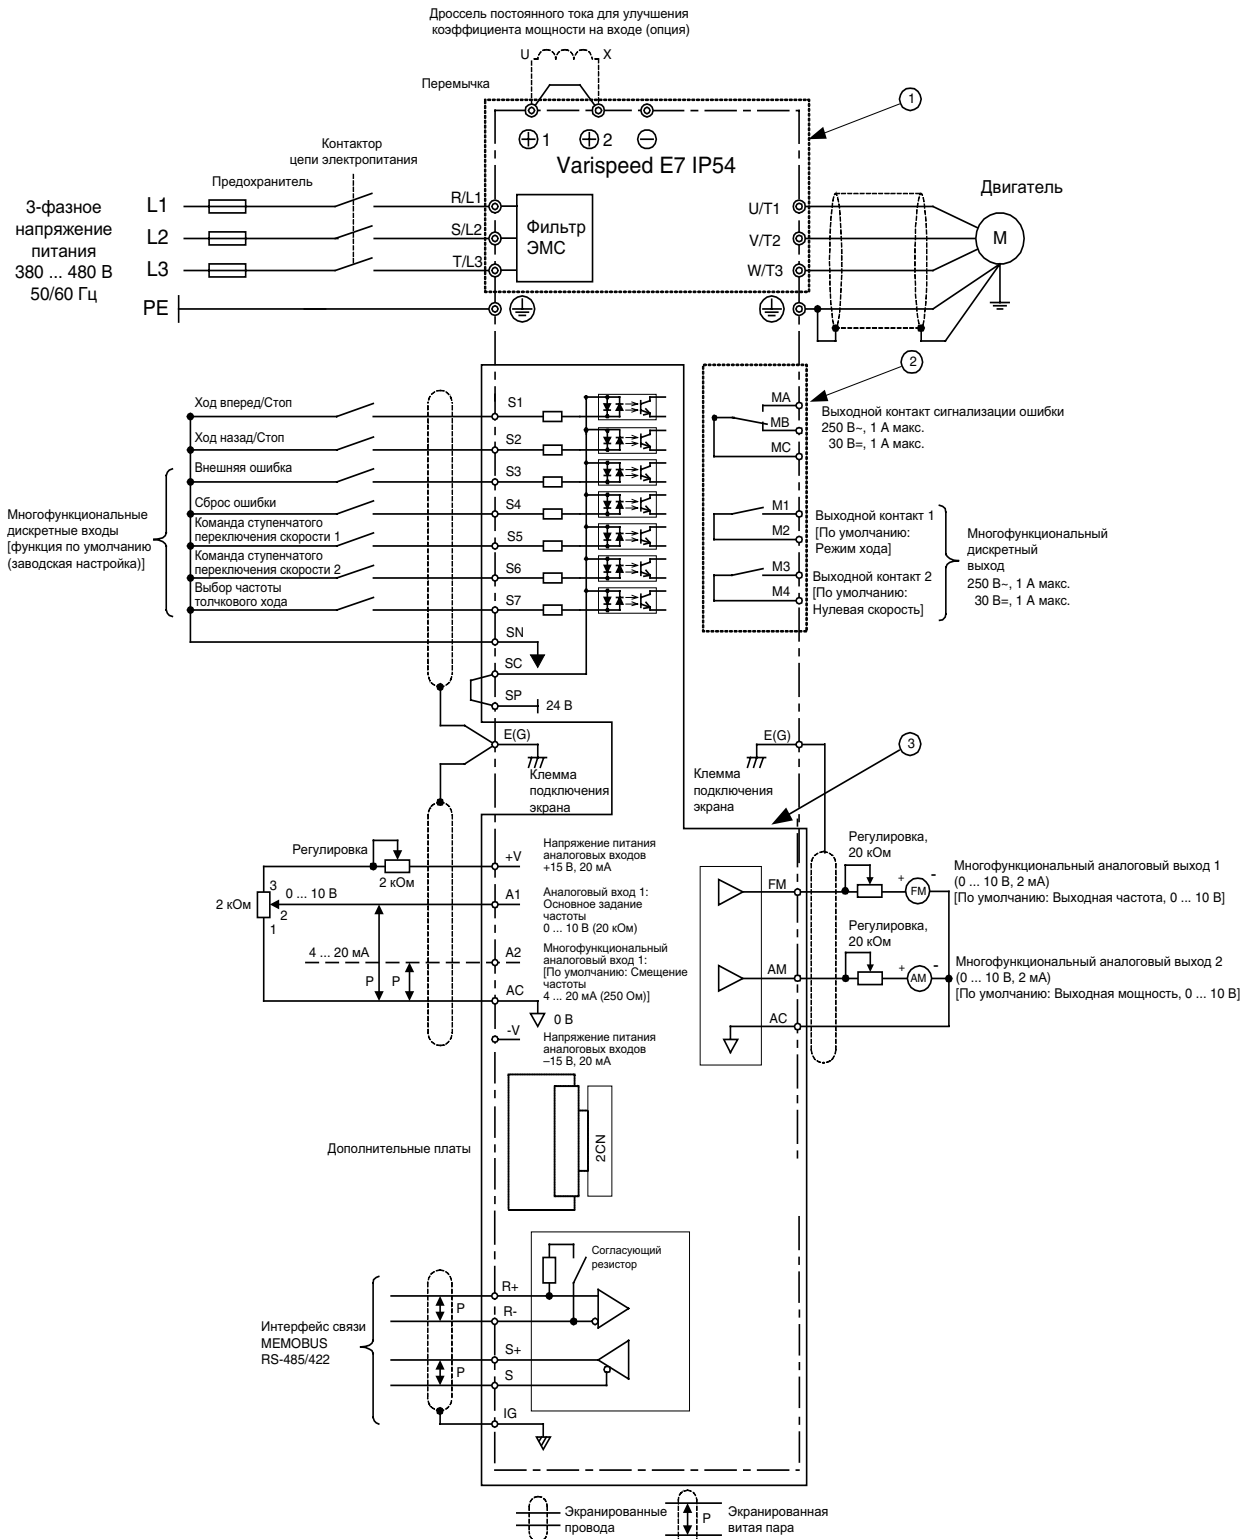 Дроссель постоянного тока для улучшения
коэффициента мощности на входе (опция)
U
X
Перемычка
1
1
2
Varispeed E7 IP54
Контактор
цепи электропитания
Предохранитель
3-фазное
напряжение
питания
380 ... 480 В
50/60 Гц
L1
L2
L3
PE
R/L1
S/L2
T/L3
Фильтр
ЭМС
U/T1
V/T2
W/T3
Двигатель
M
2
Ход вперед/Стоп
Ход назад/Стоп
Внешняя ошибка
Сброс ошибки
Команда ступенчатого
переключения скорости 1
Команда ступенчатого
переключения скорости 2
Выбор частоты
толчкового хода
Многофункциональные
дискретные входы
[функция по умолчанию
(заводская настройка)]
S1
S2
S3
S4
S5
S6
S7
SN
SC
SP
24 В
E(G)
Клемма
подключения
экрана
MA
MB
MC
Выходной контакт сигнализации ошибки
250 В~, 1 А макс.
30 В=, 1 А макс.
M1
M2
M3
M4
Выходной контакт 1
[По умолчанию:
Режим хода]
Выходной контакт 2
[По умолчанию:
Нулевая скорость]
Многофункциональный
дискретный
выход
250 В~, 1 А макс.
30 В=, 1 А макс.
E(G)
Клемма
подключения
экрана
3
Регулировка
2 кОм
2 кОм
3
2
1
0 ... 10 В
4 ... 20 мА
P
P
+V
A1
A2
AC
0 В
-V
Напряжение питания
аналоговых входов
+15 В, 20 мА
Аналоговый вход 1:
Основное задание
частоты
0 ... 10 В (20 кОм)
Многофункциональный
аналоговый вход 1:
[По умолчанию: Смещение
частоты
4 ... 20 мА (250 Ом)]
Напряжение питания
аналоговых входов
–15 В, 20 мА
FM
AM
AC
Регулировка,
20 кОм
+
FM
-
Многофункциональный аналоговый выход 1
(0 ... 10 В, 2 мА)
[По умолчанию: Выходная частота, 0 ... 10 В]
Регулировка,
20 кОм
+
AM
-
Многофункциональный аналоговый выход 2
(0 ... 10 В, 2 мА)
[По умолчанию: Выходная мощность, 0 ... 10 В]
Дополнительные платы
2CN
Согласующий
резистор
Интерфейс связи
MEMOBUS
RS-485/422
P
P
R+
R-
S+
S
IG
Экранированные
провода
P
Экранированная
витая пара